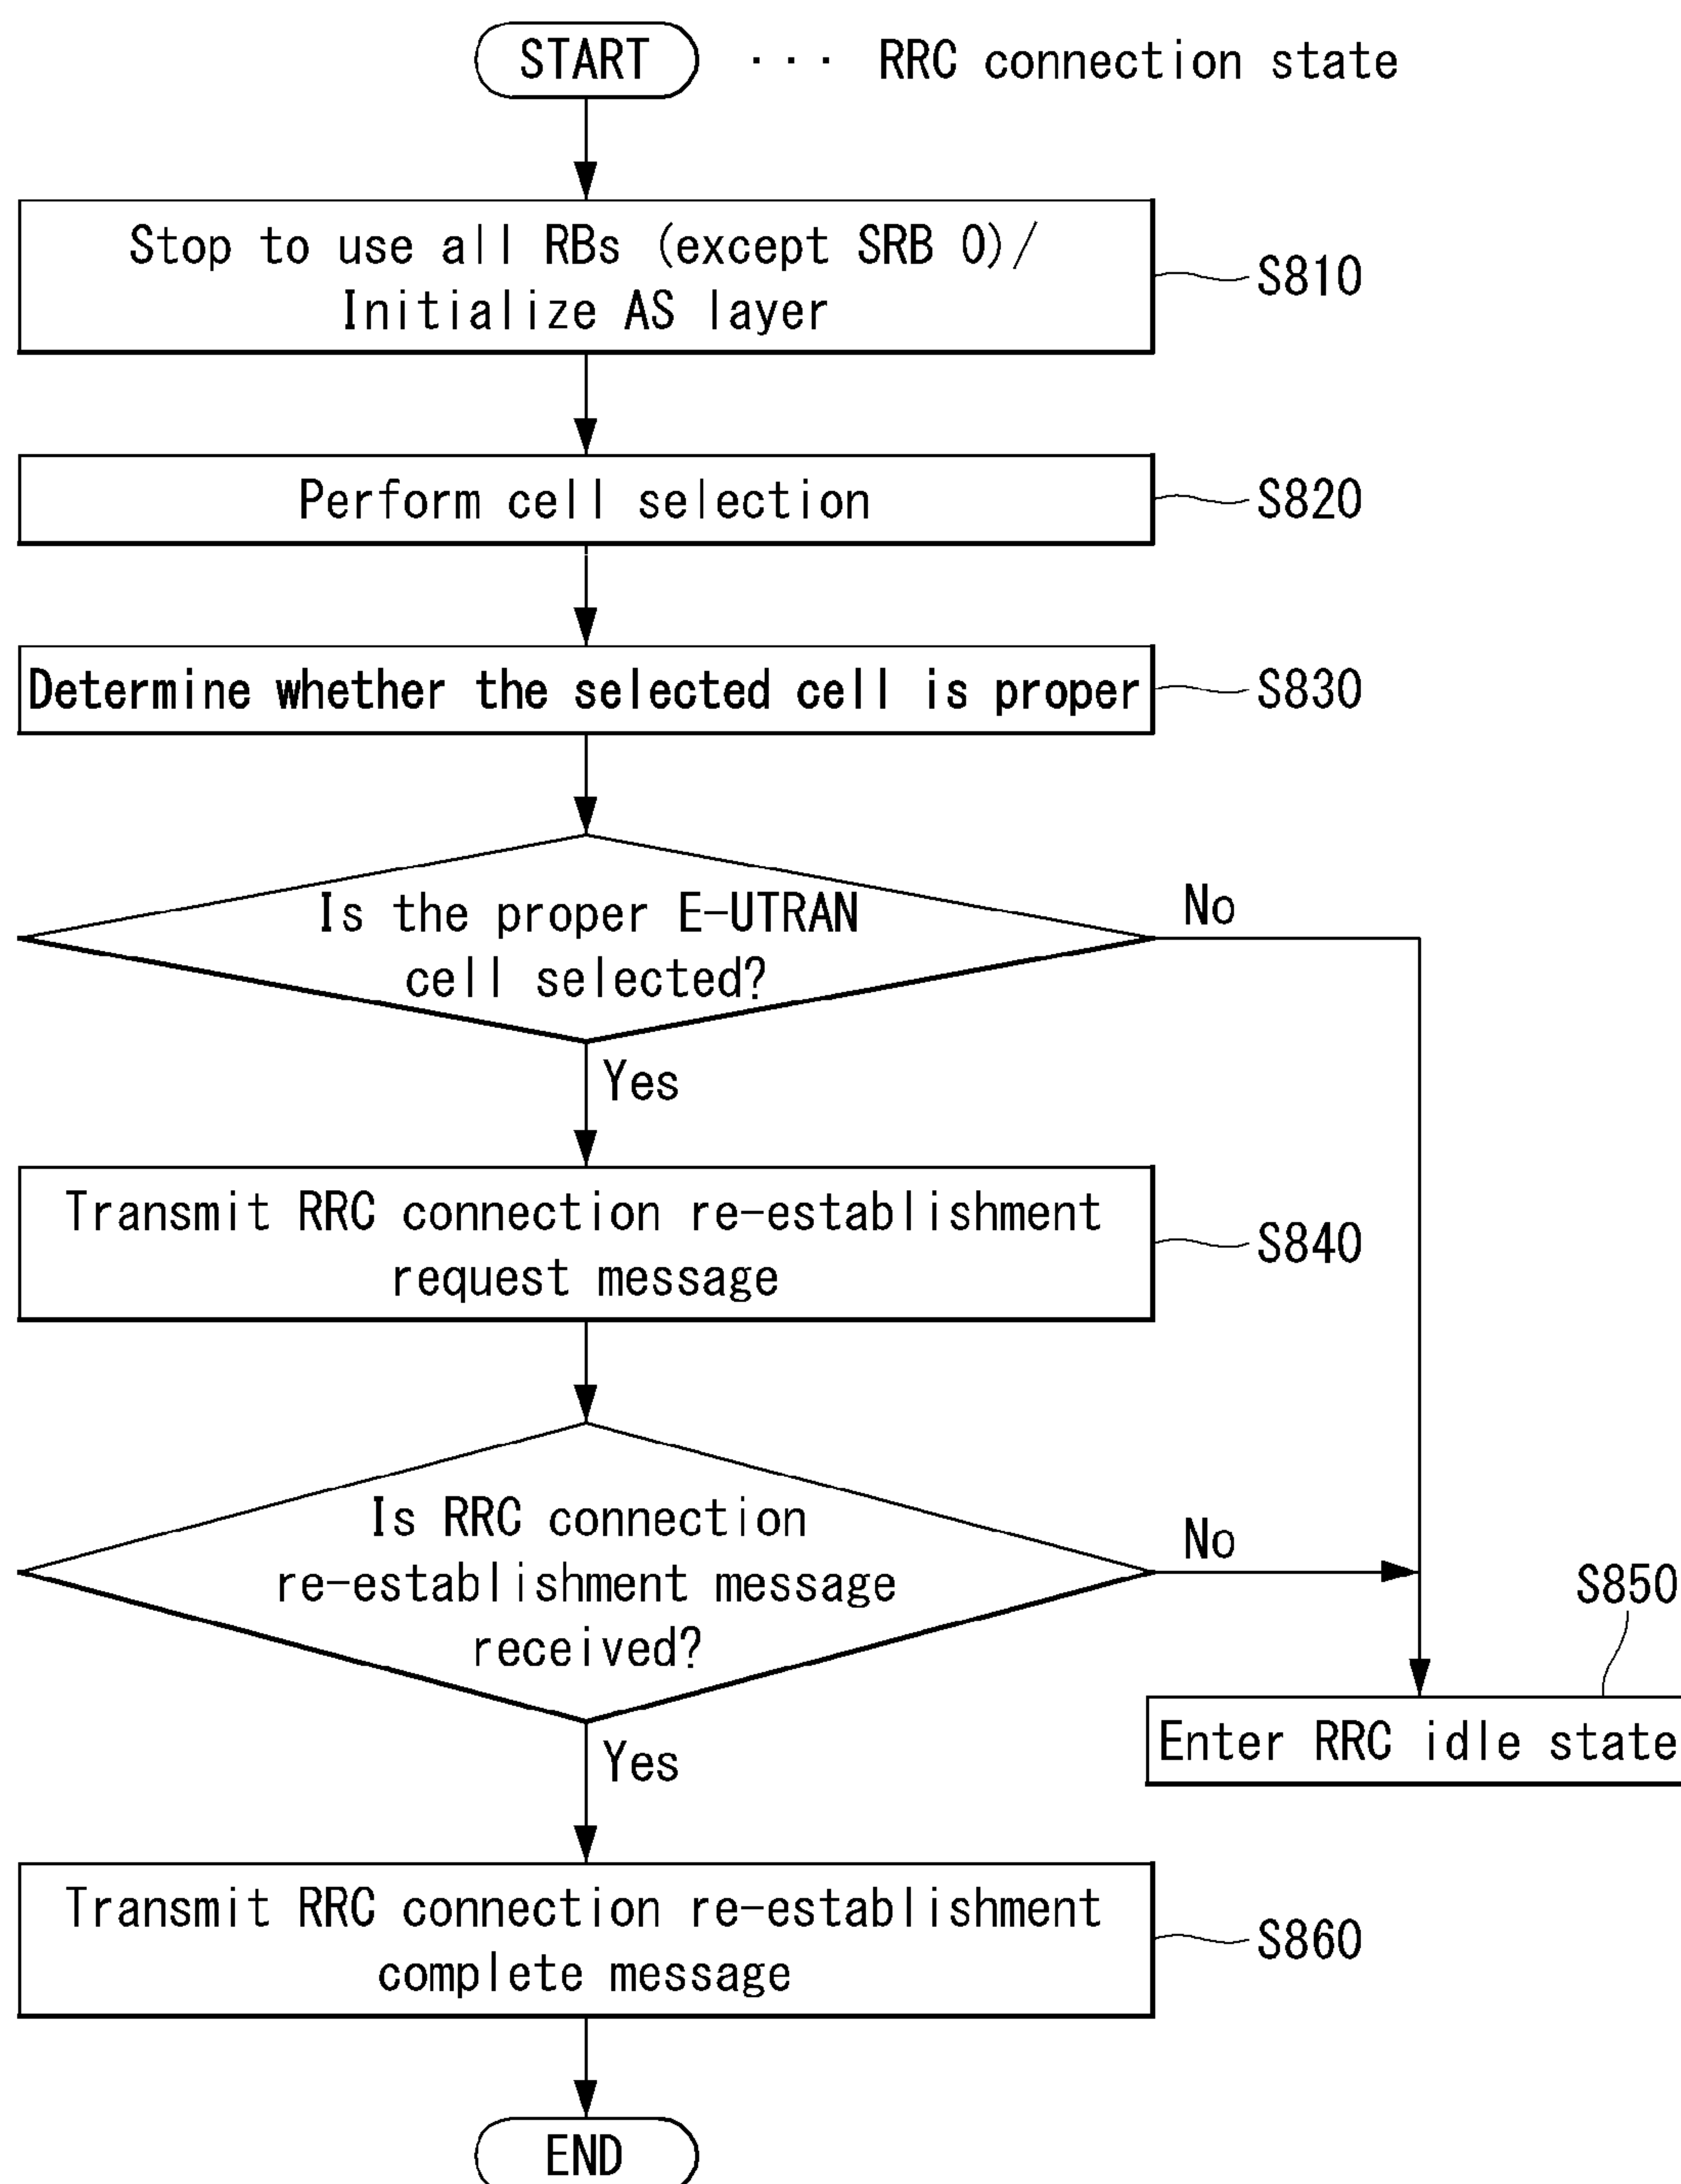 START ··· RRC connection state
Stop to use all RBs (except SRB 0)/
Initialize AS layer
S810
Perform cell selection
S820
Determine whether the selected cell is proper
S830
Is the proper E-UTRAN
cell selected?
No
Yes
Transmit RRC connection re-establishment
request message
S840
Is RRC connection
re-establishment message
received?
No
S850
Enter RRC idle state
Yes
Transmit RRC connection re-establishment
complete message
S860
END